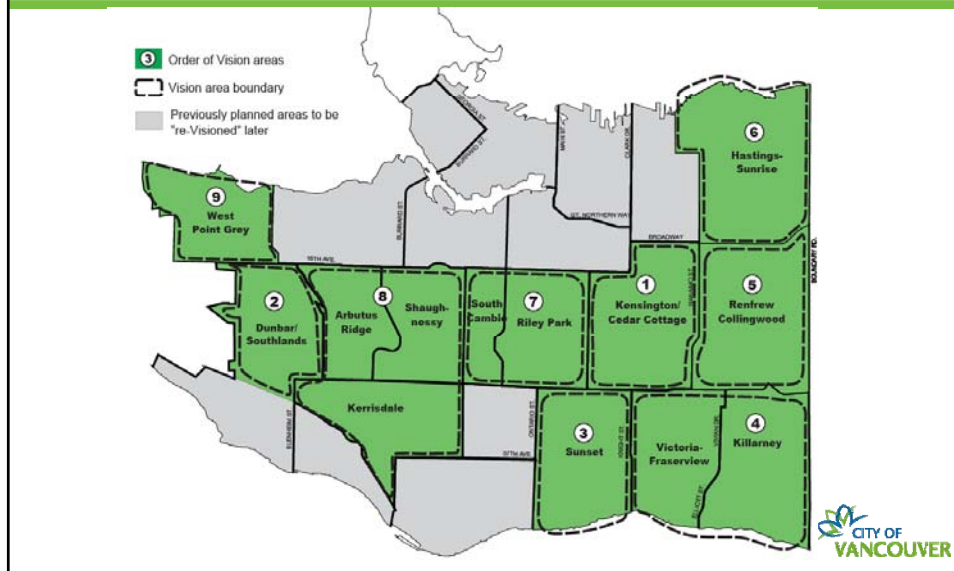 3 Order of Vision areas
Vision area boundary
Previously planned areas to be
"re-Visioned" later
GEORGIA ST.
BURRARD ST.
MAIN ST.
CLARK DR.
6
Hastings-
Sunrise
9
West
Point Grey
BURRARD ST.
GT. NORTHERN WAY
BROADWAY
BOUNDARY RD.
16TH AVE.
2
Dunbar/
Southlands
8
Arbutus
Ridge
Shaugh-
nessy
South
Cambie
7
Riley Park
1
Kensington/
Cedar Cottage
5
Renfrew
Collingwood
Kerrisdale
ONTARIO ST.
57TH AVE.
3
Sunset
Victoria-
Fraserview
4
Killarney
CITY OF
VANCOUVER